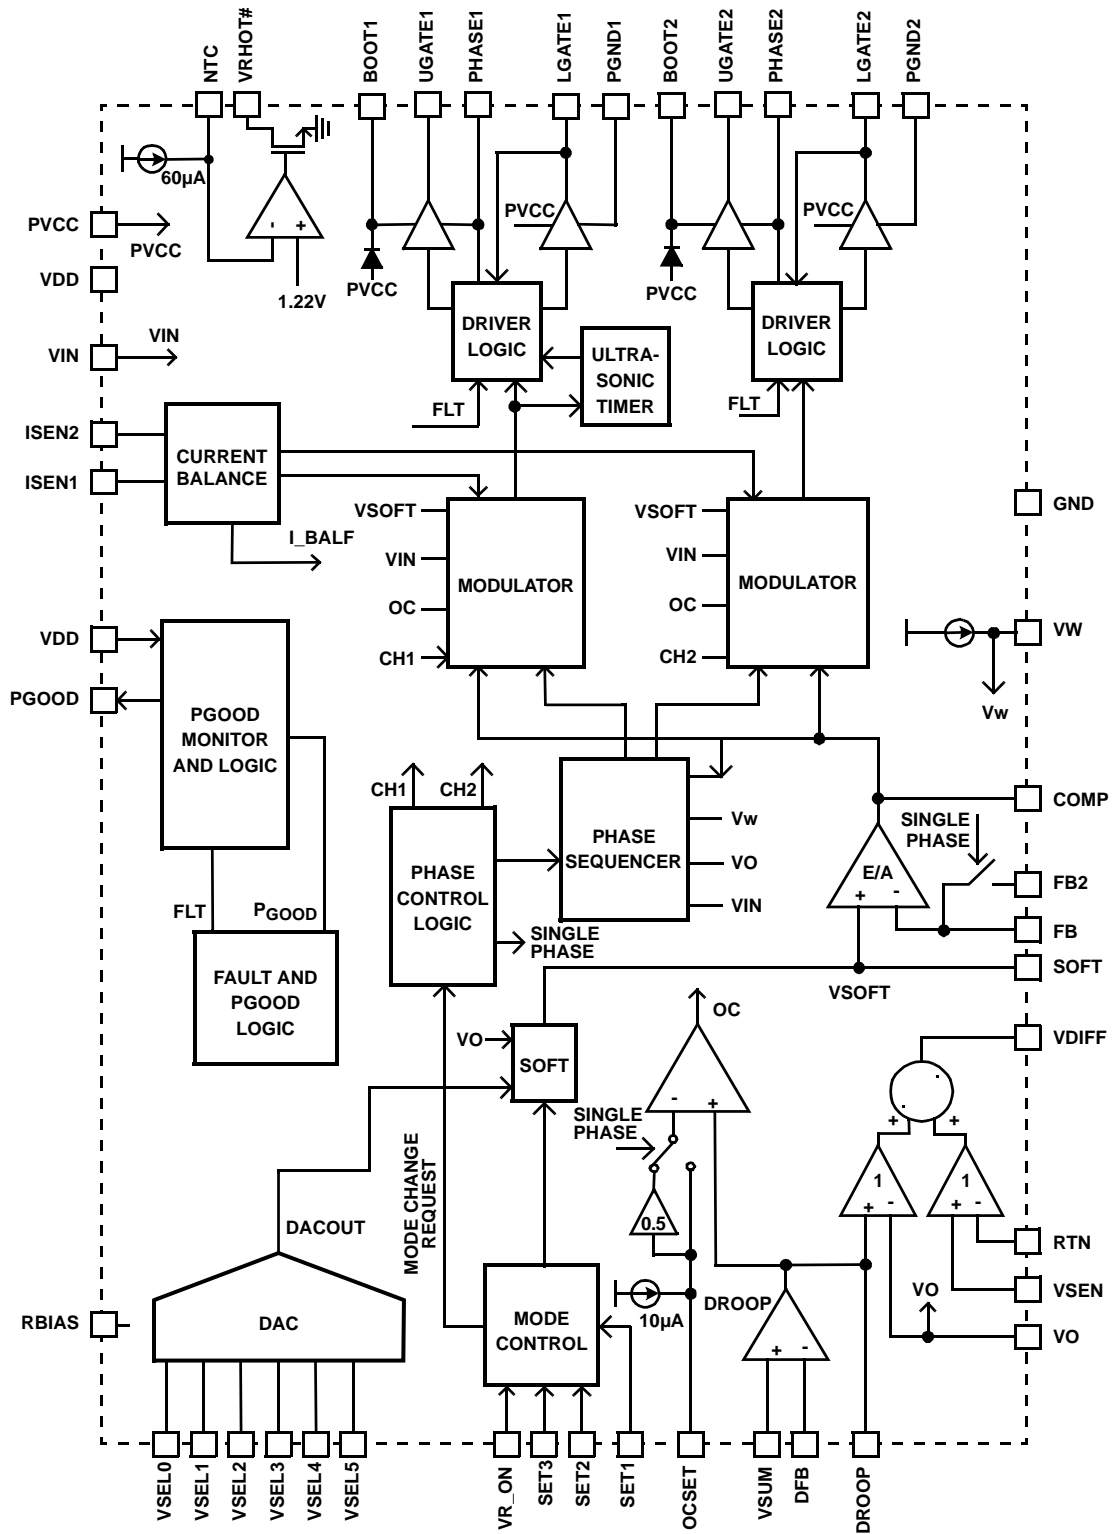 NTC
VRHOT#
BOOT1
UGATE1
PHASE1
LGATE1
PGND1
BOOT2
UGATE2
PHASE2
LGATE2
PGND2
60µA
PVCC
PVCC
- +
1.22V
PVCC
PVCC
PVCC
PVCC
VDD
VIN
VIN
DRIVER
LOGIC
ULTRA-
SONIC
TIMER
DRIVER
LOGIC
FLT
FLT
ISEN2
ISEN1
CURRENT
BALANCE
I_BALF
GND
VSOFT
VIN
OC
CH1
MODULATOR
VSOFT
VIN
OC
CH2
MODULATOR
VDD
PGOOD
PGOOD
MONITOR
AND LOGIC
VW
Vw
FLT
PGOOD
FAULT AND
PGOOD
LOGIC
CH1
CH2
PHASE
CONTROL
LOGIC
SINGLE
PHASE
PHASE
SEQUENCER
Vw
VO
VIN
COMP
SINGLE
PHASE
E/A
+ -
FB2
FB
SOFT
VSOFT
VO
SOFT
OC
- +
SINGLE
PHASE
0.5
10µA
VDIFF
+ +
1
+ -
1
+ -
RTN
VSEN
VO
VO
DROOP
+ -
MODE CHANGE
REQUEST
DACOUT
DAC
RBIAS
MODE
CONTROL
VSEL0
VSEL1
VSEL2
VSEL3
VSEL4
VSEL5
VR_ON
SET3
SET2
SET1
OCSET
VSUM
DFB
DROOP